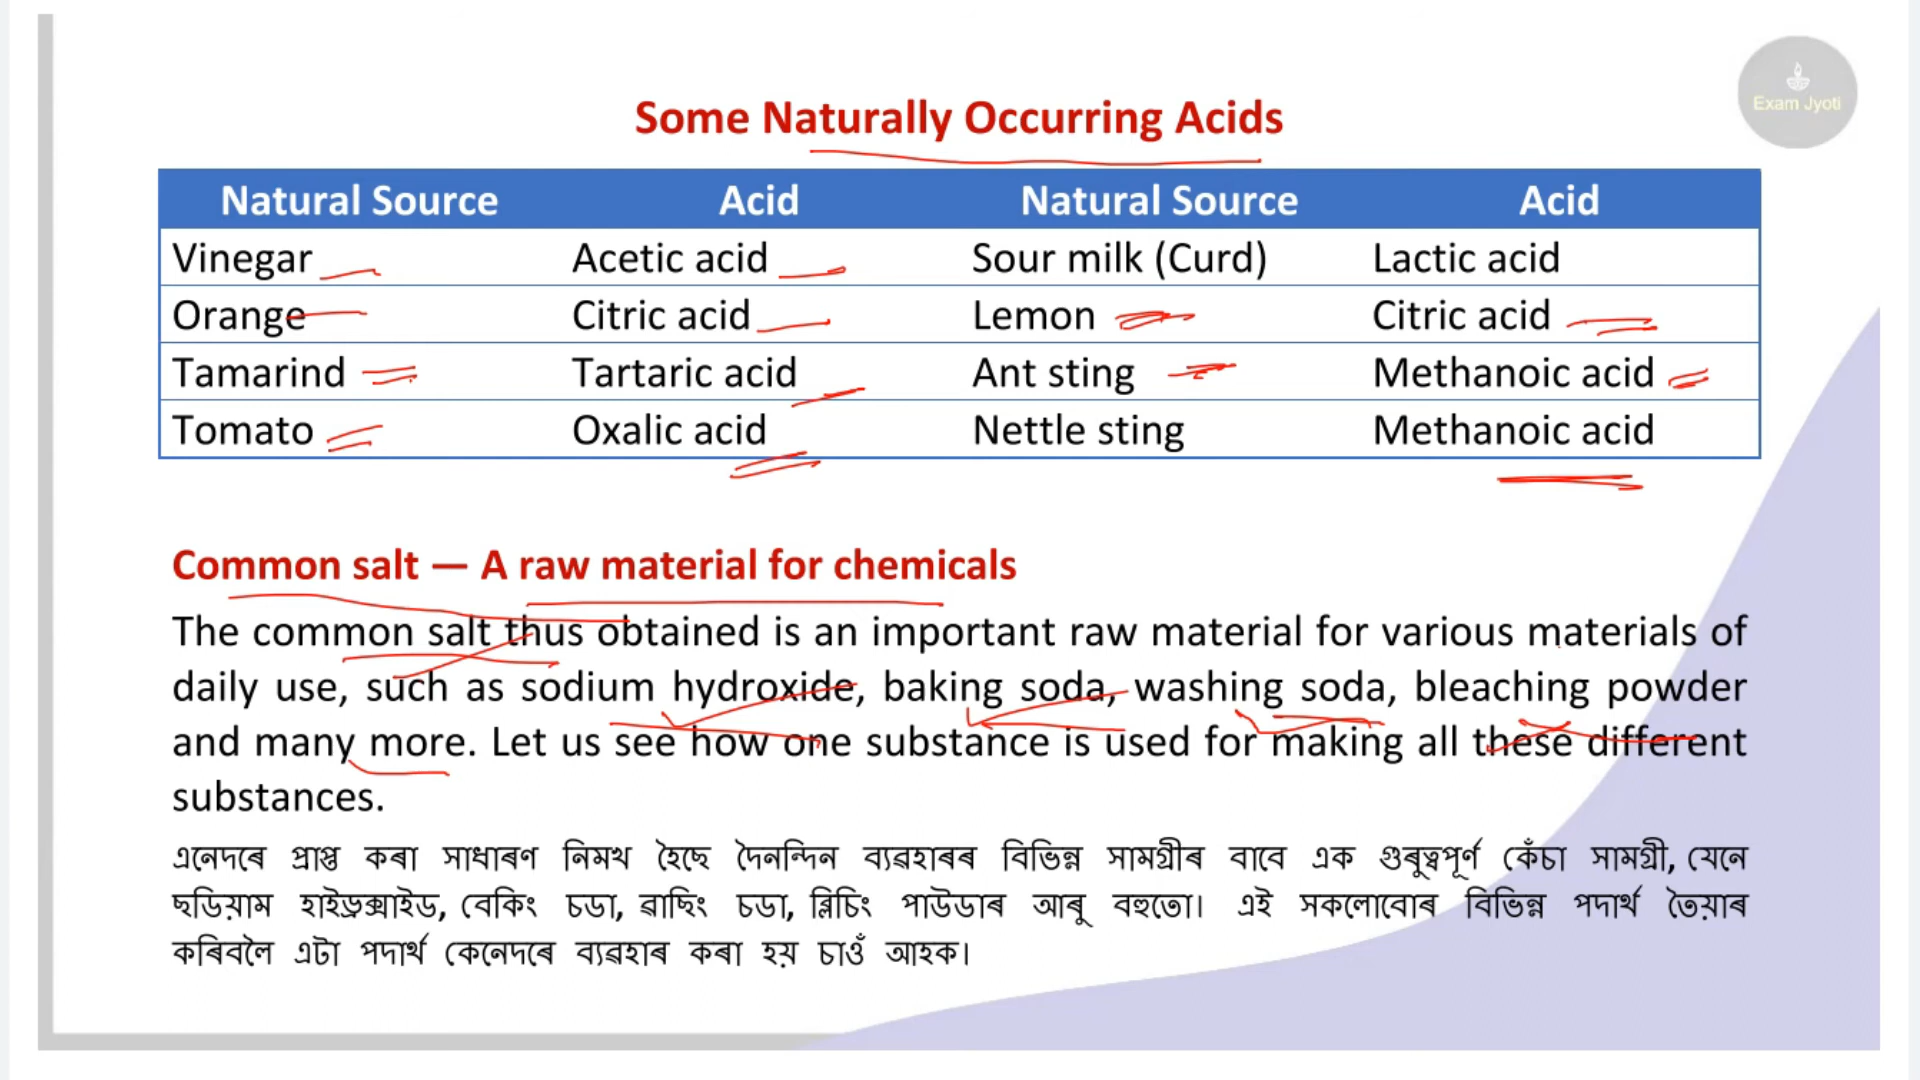 Exam Jyoti
Some Naturally Occurring Acids
Natural Source Acid Natural Source Acid
Vinegar Acetic acid Sour milk (Curd) Lactic acid
Orange Citric acid Lemon Citric acid
Tamarind Tartaric acid Ant sting Methanoic acid
Tomato Oxalic acid Nettle sting Methanoic acid
Common salt — A raw material for chemicals
The common salt thus obtained is an important raw material for various materials of
daily use, such as sodium hydroxide, baking soda, washing soda, bleaching powder
and many more. Let us see how one substance is used for making all these different
substances.
এনেদৰে প্ৰাপ্ত কৰা সাধাৰণ নিমখ হৈছে দৈনন্দিন ব্যৱহাৰৰ বিভিন্ন সামগ্ৰীৰ বাবে এক গুৰুত্বপূৰ্ণ কেঁচা সামগ্ৰী, যেনে
ছডিয়াম হাইড্ৰক্সাইড, বেকিং চডা, ৱাছিং চডা, ব্লিচিং পাউডাৰ আৰু বহুতো। এই সকলোবোৰ বিভিন্ন পদাৰ্থ তৈয়াৰ
কৰিবলৈ এটা পদাৰ্থ কেনেদৰে ব্যৱহাৰ কৰা হয় চাওঁ আহক।